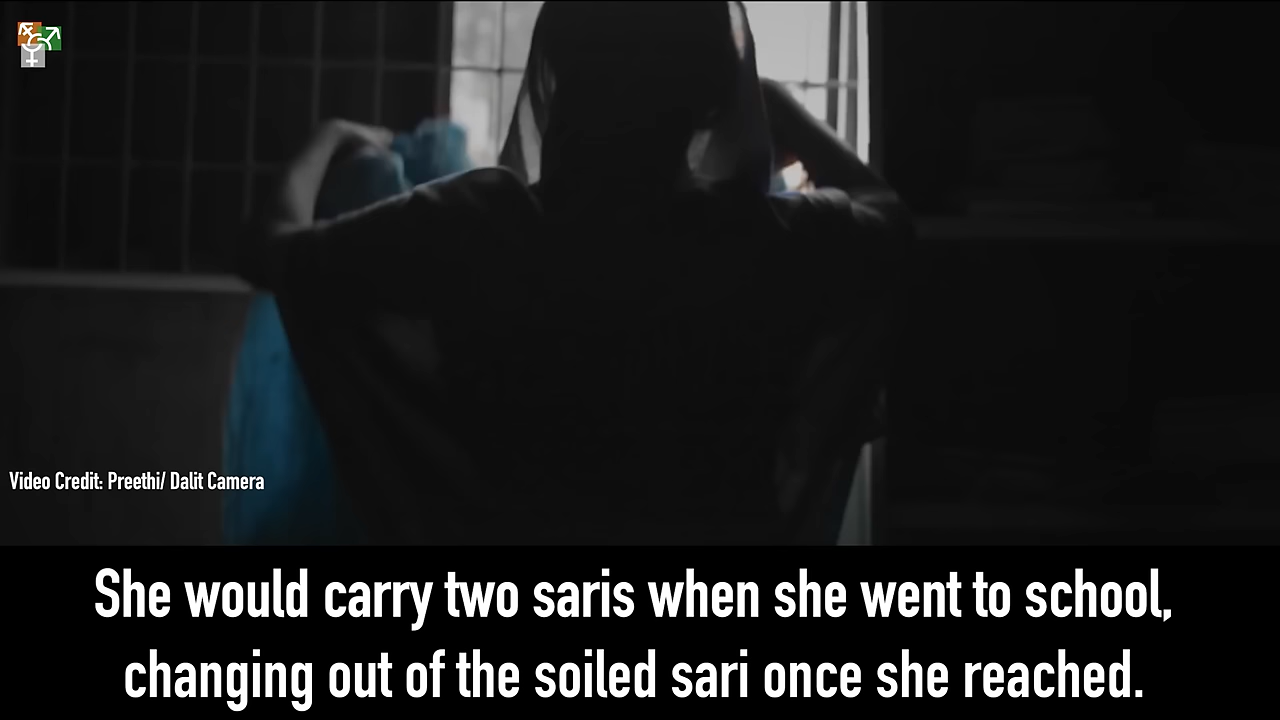 Video Credit: Preethi/ Dalit Camera
She would carry two saris when she went to school,
changing out of the soiled sari once she reached.